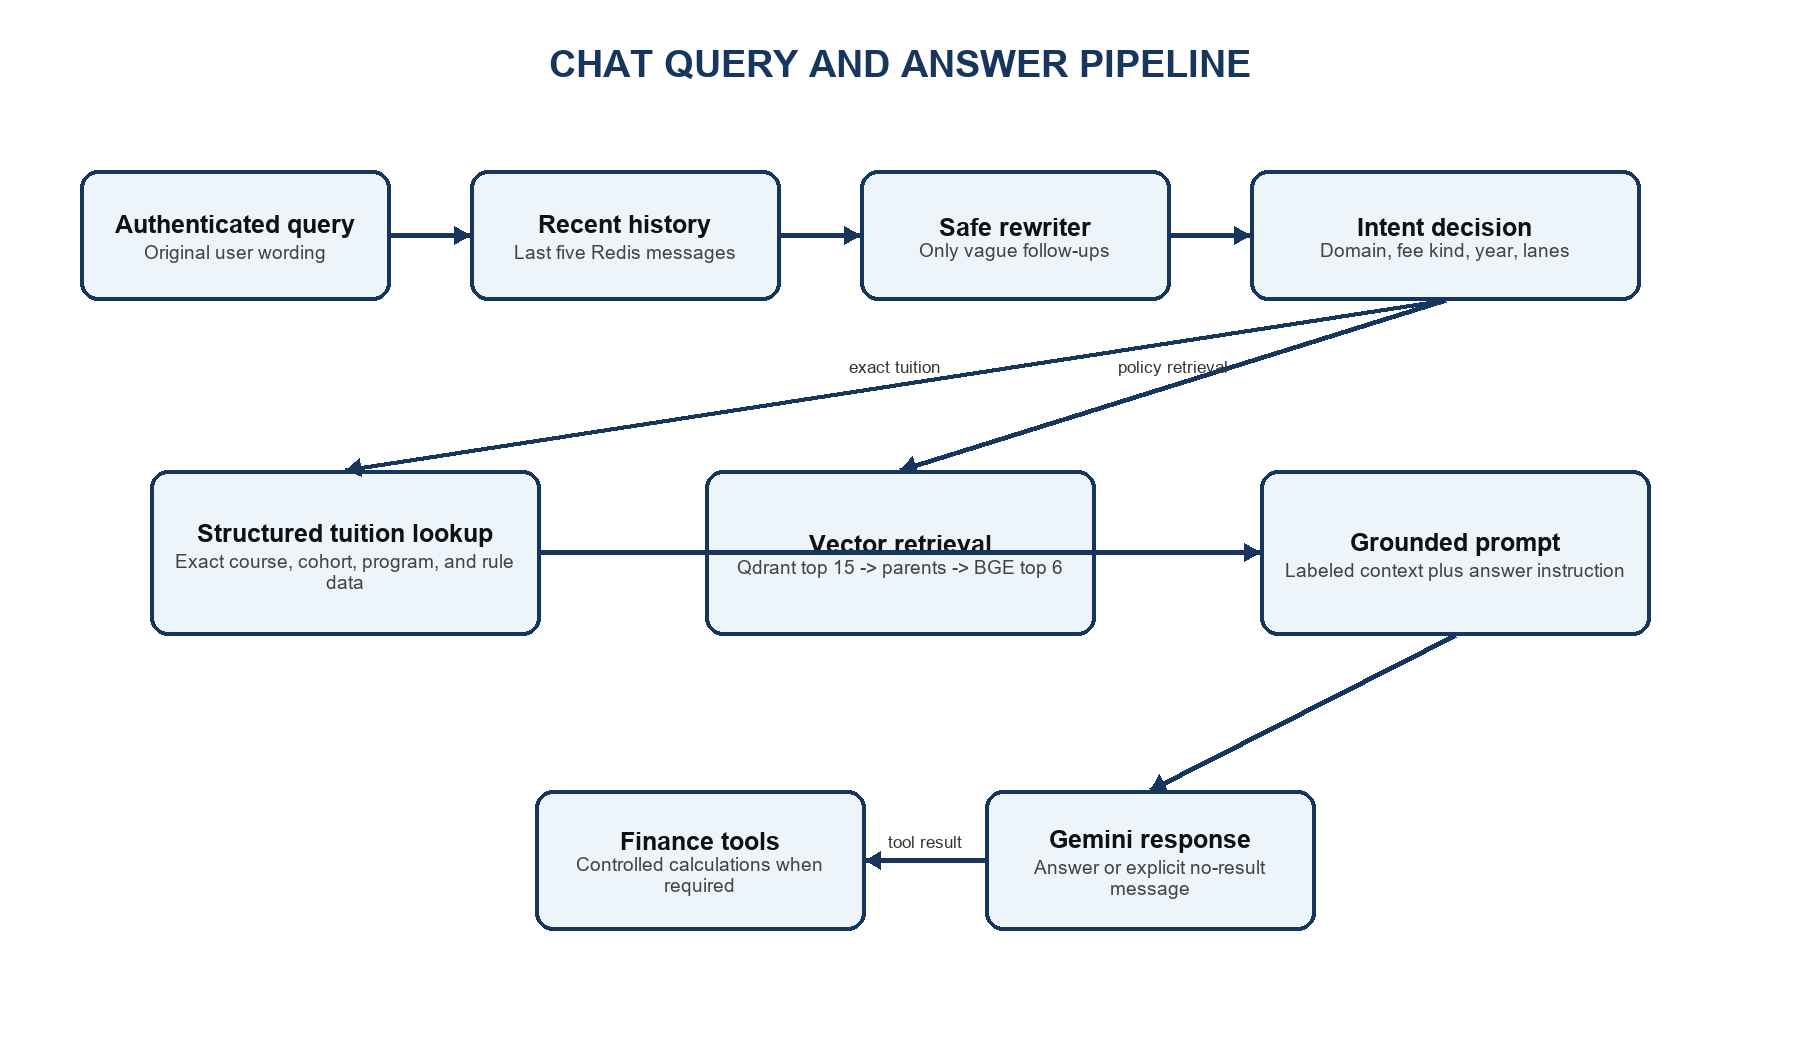 CHAT QUERY AND ANSWER PIPELINE
Authenticated query
Original user wording
Recent history
Last five Redis messages
Safe rewriter
Only vague follow-ups
Intent decision
Domain, fee kind, year, lanes
exact tuition
policy retrieval
Structured tuition lookup
Exact course, cohort, program, and rule
data
Vector retrieval
Qdrant top 15 -> parents -> BGE top 6
Grounded prompt
Labeled context plus answer instruction
Finance tools
Controlled calculations when
required
tool result
Gemini response
Answer or explicit no-result
message